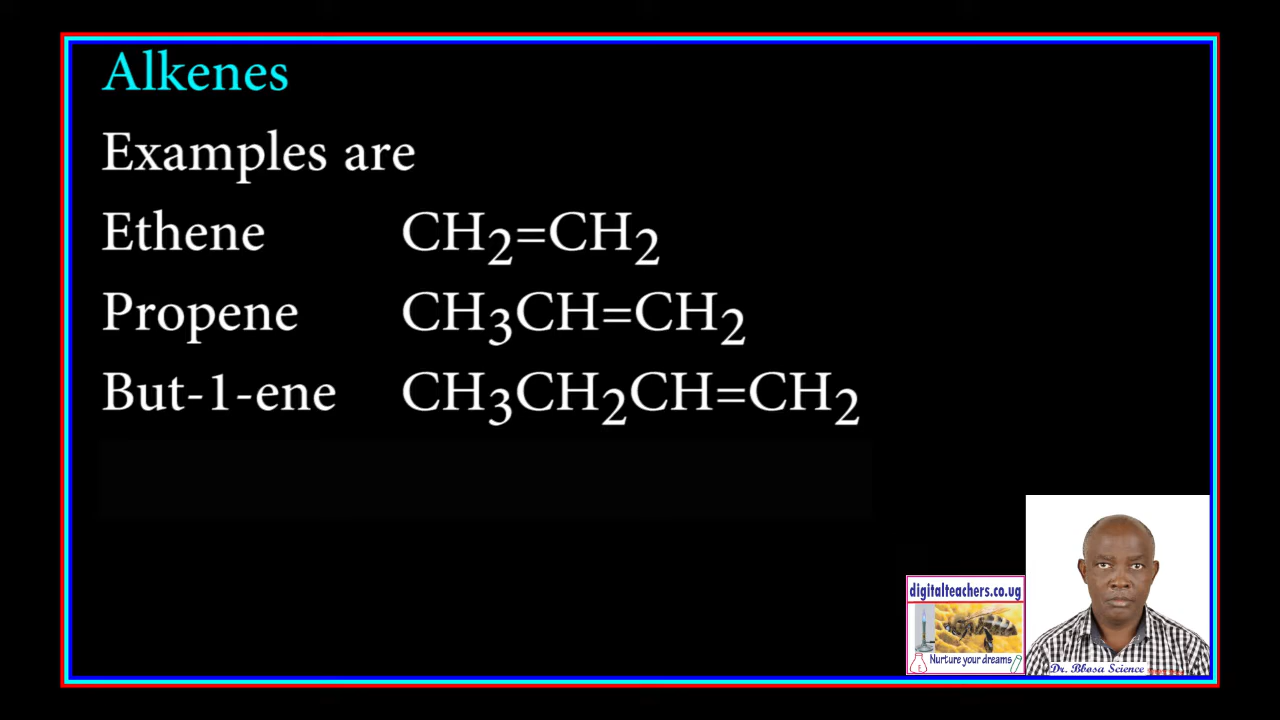 Alkenes
Examples are
Ethene CH₂=CH₂
Propene CH₃CH=CH₂
But-1-ene CH₃CH₂CH=CH₂
digitalteachers.co.ug
Nurture your dreams
Dr. Bbosa Science